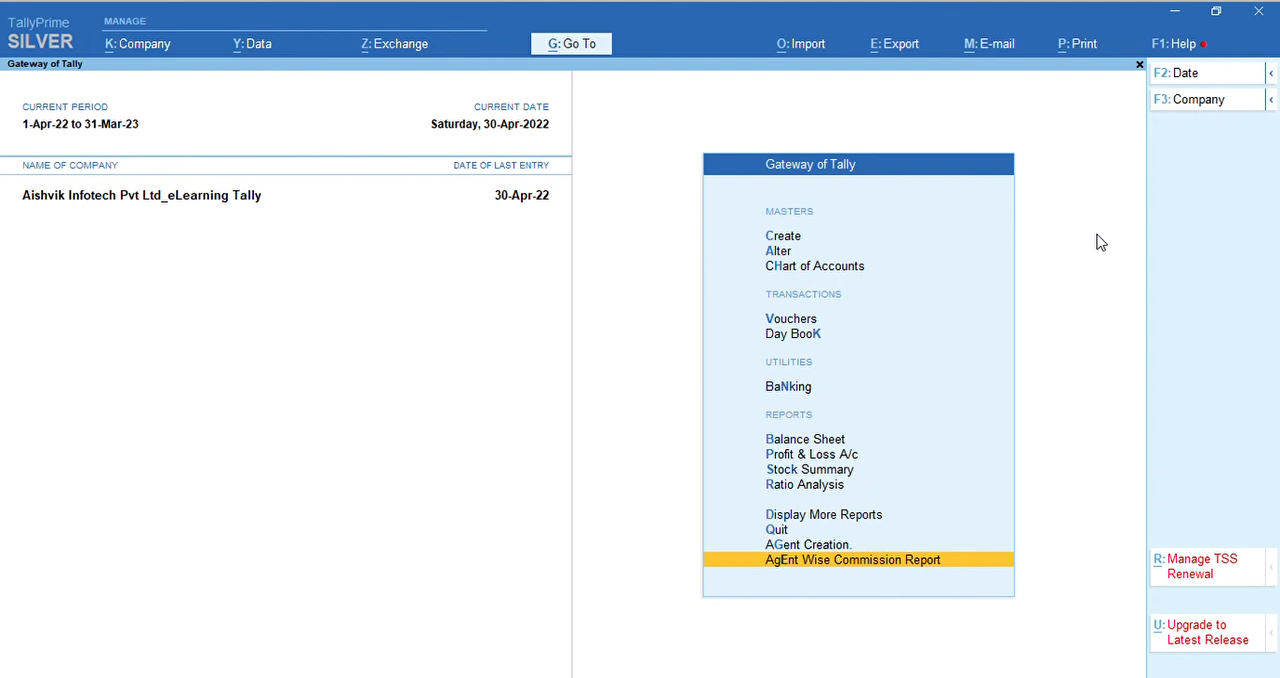 TallyPrime
SILVER
MANAGE
K: Company
Y: Data
Z: Exchange
G: Go To
O: Import
E: Export
M: E-mail
P: Print
F1: Help
Gateway of Tally
F2: Date
F3: Company
CURRENT PERIOD
CURRENT DATE
1-Apr-22 to 31-Mar-23
Saturday, 30-Apr-2022
NAME OF COMPANY
DATE OF LAST ENTRY
Aishvik Infotech Pvt Ltd_eLearning Tally
30-Apr-22
Gateway of Tally
MASTERS
Create
Alter
CHart of Accounts
TRANSACTIONS
Vouchers
Day BooK
UTILITIES
BaNking
REPORTS
Balance Sheet
Profit & Loss A/c
Stock Summary
Ratio Analysis
Display More Reports
Quit
AGent Creation.
AgEnt Wise Commission Report
R: Manage TSS
Renewal
U: Upgrade to
Latest Release